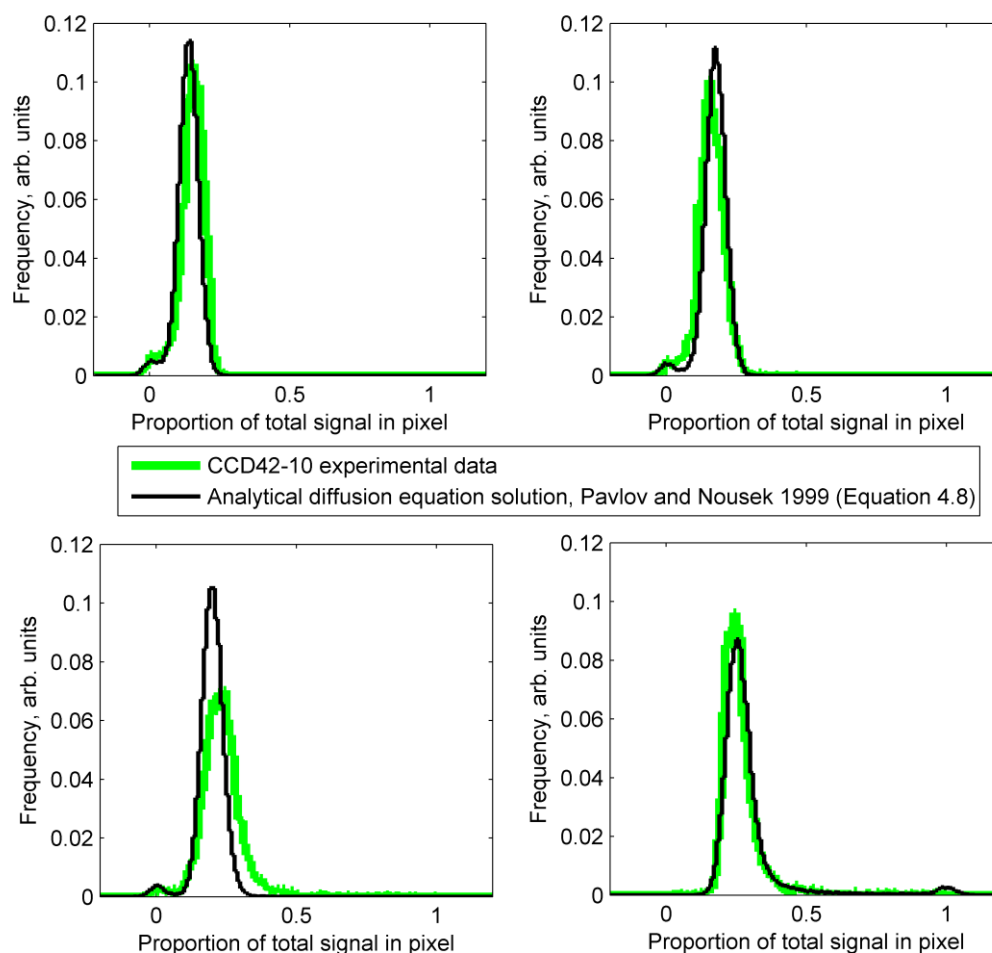 0.12 0.12
0.1 0.1
0.08 0.08
0.06 0.06
0.04 0.04
0.02 0.02
0 0
Frequency, arb. units Frequency, arb. units
0 0.5 1 0 0.5 1
Proportion of total signal in pixel Proportion of total signal in pixel
CCD42-10 experimental data
Analytical diffusion equation solution, Pavlov and Nousek 1999 (Equation 4.8)
0.12 0.12
0.1 0.1
0.08 0.08
0.06 0.06
0.04 0.04
0.02 0.02
0 0
Frequency, arb. units Frequency, arb. units
0 0.5 1 0 0.5 1
Proportion of total signal in pixel Proportion of total signal in pixel